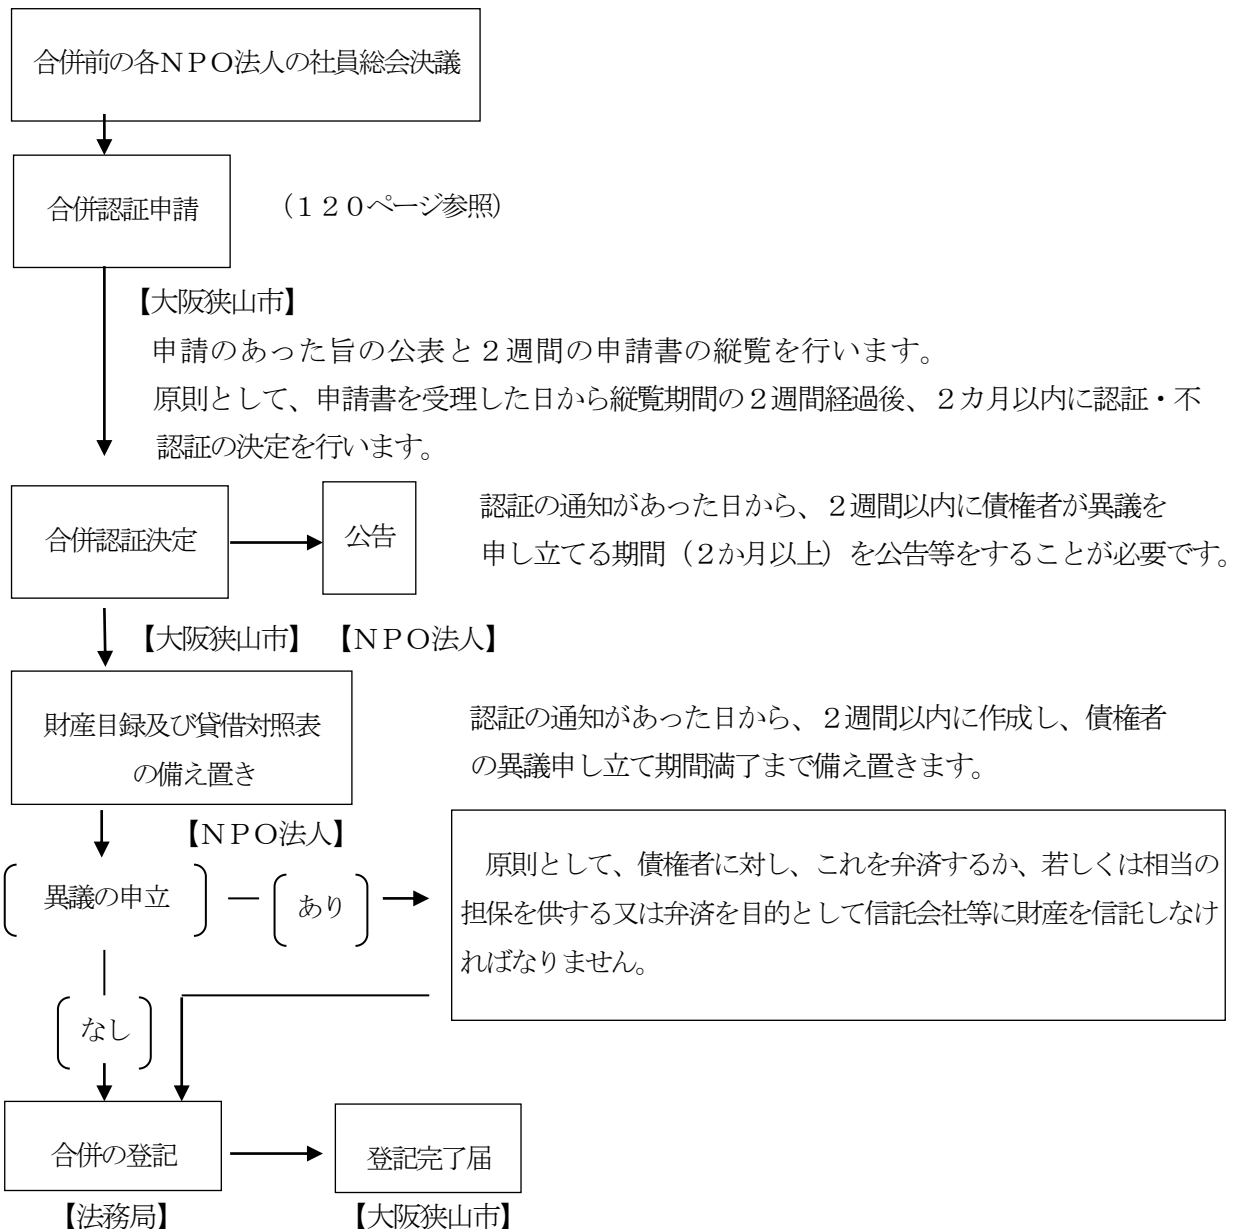 合併前の各ＮＰＯ法人の社員総会決議
合併認証申請
（１２０ページ参照）
【大阪狭山市】
申請のあった旨の公表と２週間の申請書の縦覧を行います。
原則として、申請書を受理した日から縦覧期間の２週間経過後、２カ月以内に認証・不
認証の決定を行います。
合併認証決定
公告
認証の通知があった日から、２週間以内に債権者が異議を
申し立てる期間（２か月以上）を公告等をすることが必要です。
【大阪狭山市】
【ＮＰＯ法人】
財産目録及び貸借対照表
の備え置き
認証の通知があった日から、２週間以内に作成し、債権者
の異議申し立て期間満了まで備え置きます。
【ＮＰＯ法人】
異議の申立
あり
原則として、債権者に対し、これを弁済するか、若しくは相当の
担保を供する又は弁済を目的として信託会社等に財産を信託しなけ
ればなりません。
なし
合併の登記
登記完了届
【法務局】
【大阪狭山市】